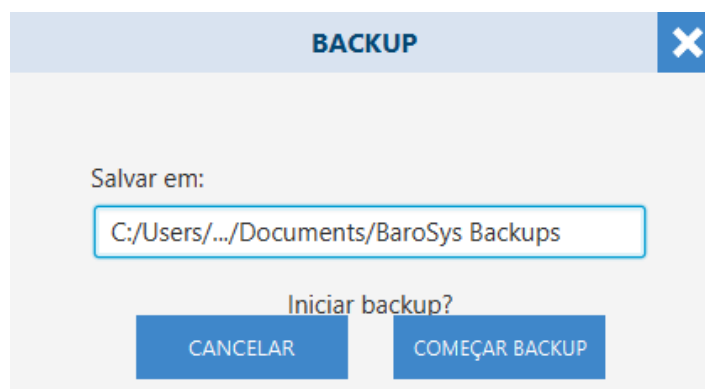 BACKUP
Salvar em:
C:/Users/.../Documents/BaroSys Backups
Iniciar backup?
CANCELAR
COMEÇAR BACKUP